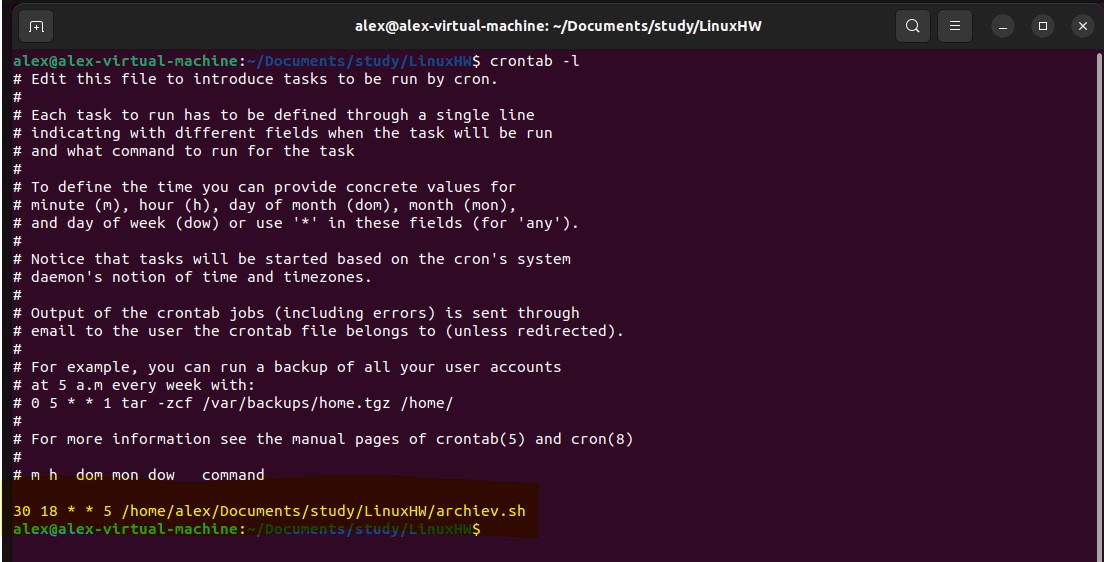 alex@alex-virtual-machine: ~/Documents/study/LinuxHW
alex@alex-virtual-machine:~/Documents/study/LinuxHW$ crontab -l
# Edit this file to introduce tasks to be run by cron.
#
# Each task to run has to be defined through a single line
# indicating with different fields when the task will be run
# and what command to run for the task
#
# To define the time you can provide concrete values for
# minute (m), hour (h), day of month (dom), month (mon),
# and day of week (dow) or use '*' in these fields (for 'any').
#
# Notice that tasks will be started based on the cron's system
# daemon's notion of time and timezones.
#
# Output of the crontab jobs (including errors) is sent through
# email to the user the crontab file belongs to (unless redirected).
#
# For example, you can run a backup of all your user accounts
# at 5 a.m every week with:
# 0 5 * * 1 tar -zcf /var/backups/home.tgz /home/
#
# For more information see the manual pages of crontab(5) and cron(8)
#
# m h  dom mon dow   command
30 18 * * 5 /home/alex/Documents/study/LinuxHW/archiev.sh
alex@alex-virtual-machine:~/Documents/study/LinuxHW$